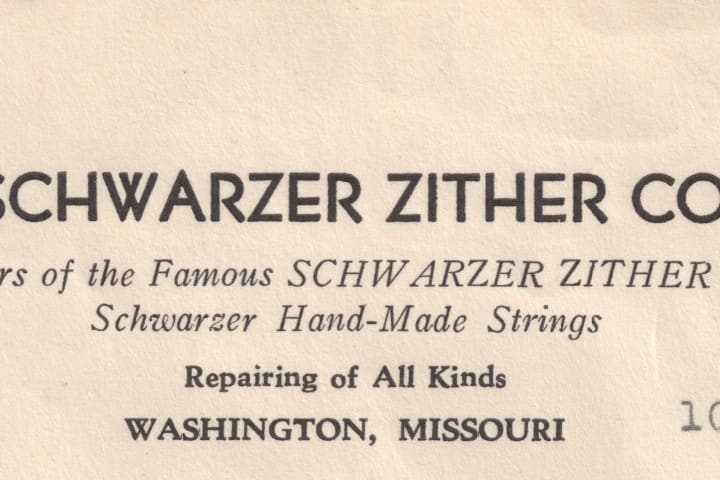 SCHWARZER ZITHER CO
rs of the Famous SCHWARZER ZITHER
Schwarzer Hand-Made Strings
Repairing of All Kinds
WASHINGTON, MISSOURI
10